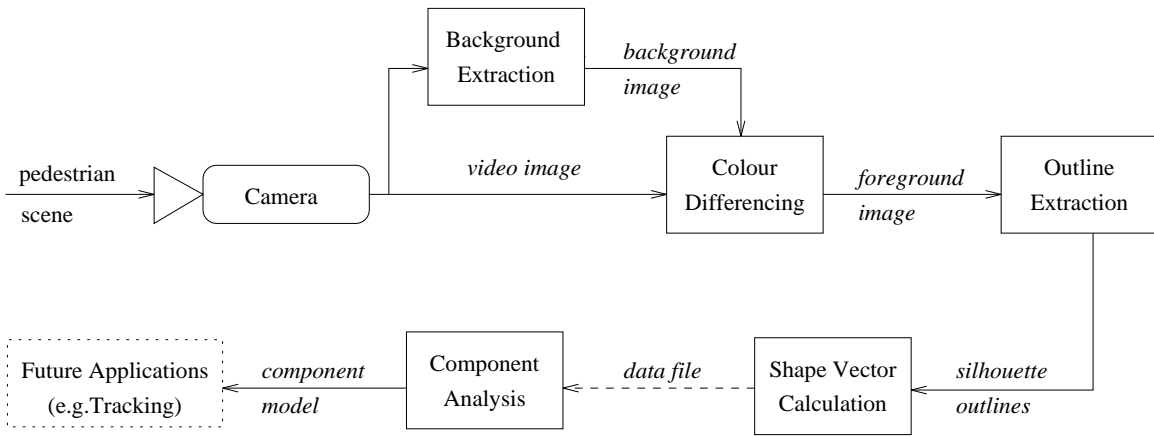 Background
Extraction
background
image
pedestrian
scene
Camera
video image
Colour
Differencing
foreground
image
Outline
Extraction
Future Applications
(e.g.Tracking)
component
model
Component
Analysis
data file
Shape Vector
Calculation
silhouette
outlines